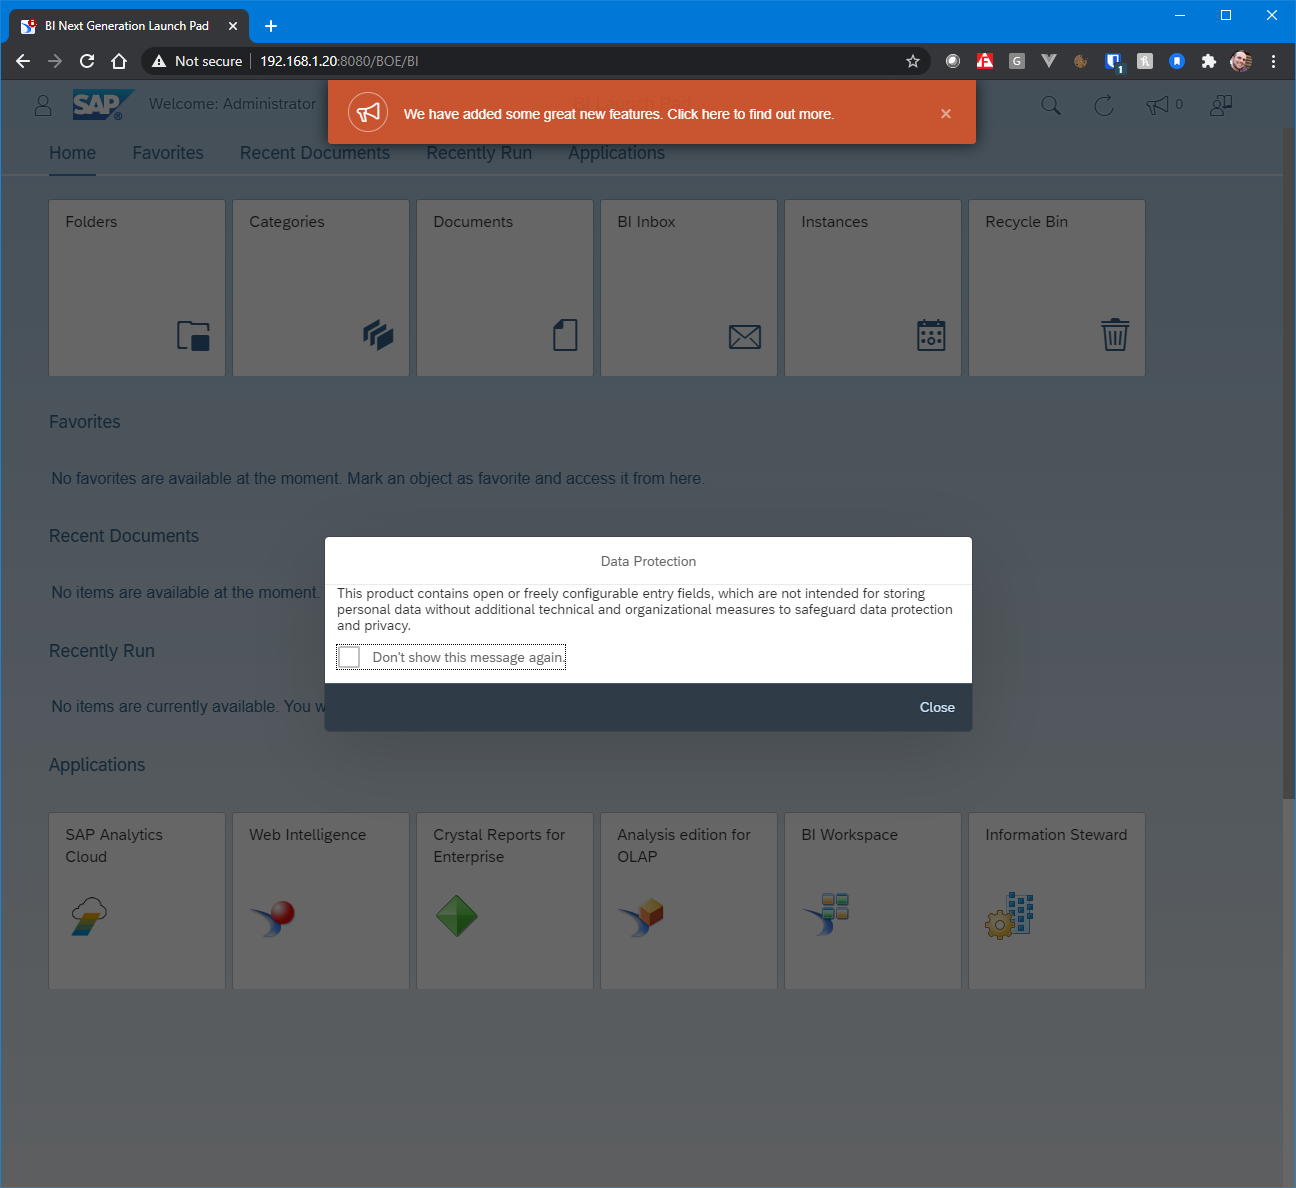 BI Next Generation Launch Pad
Not secure
192.168.1.20:8080/BOE/BI
G
1
SAP
Welcome: Administrator
We have added some great new features. Click here to find out more.
0
Home
Favorites
Recent Documents
Recently Run
Applications
Folders
Categories
Documents
BI Inbox
Instances
Recycle Bin
Favorites
No favorites are available at the moment. Mark an object as favorite and access it from here.
Recent Documents
No items are available at the moment.
Data Protection
This product contains open or freely configurable entry fields, which are not intended for storing
personal data without additional technical and organizational measures to safeguard data protection
and privacy.
Don't show this message again.
Close
Recently Run
No items are currently available. You
Applications
SAP Analytics
Cloud
Web Intelligence
Crystal Reports for
Enterprise
Analysis edition for
OLAP
BI Workspace
Information Steward